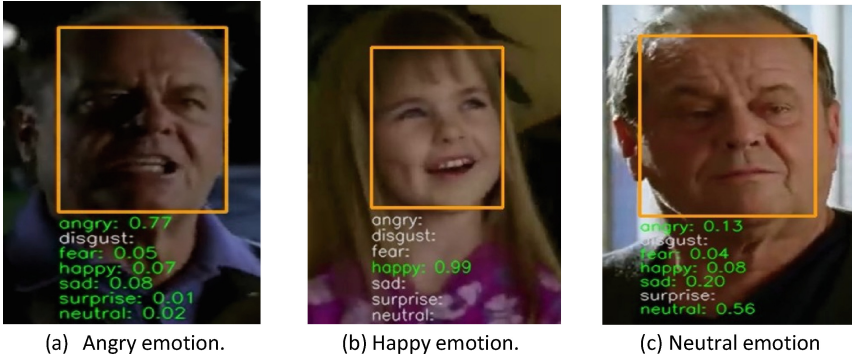 angry: 0.77
disgust:
fear: 0.05
happy: 0.07
sad: 0.08
surprise: 0.01
neutral: 0.02
(a) Angry emotion.
angry:
disgust:
fear:
happy: 0.99
sad:
surprise:
neutral:
(b) Happy emotion.
angry: 0.13
disgust:
fear: 0.04
happy: 0.08
sad: 0.20
surprise:
neutral: 0.56
(c) Neutral emotion